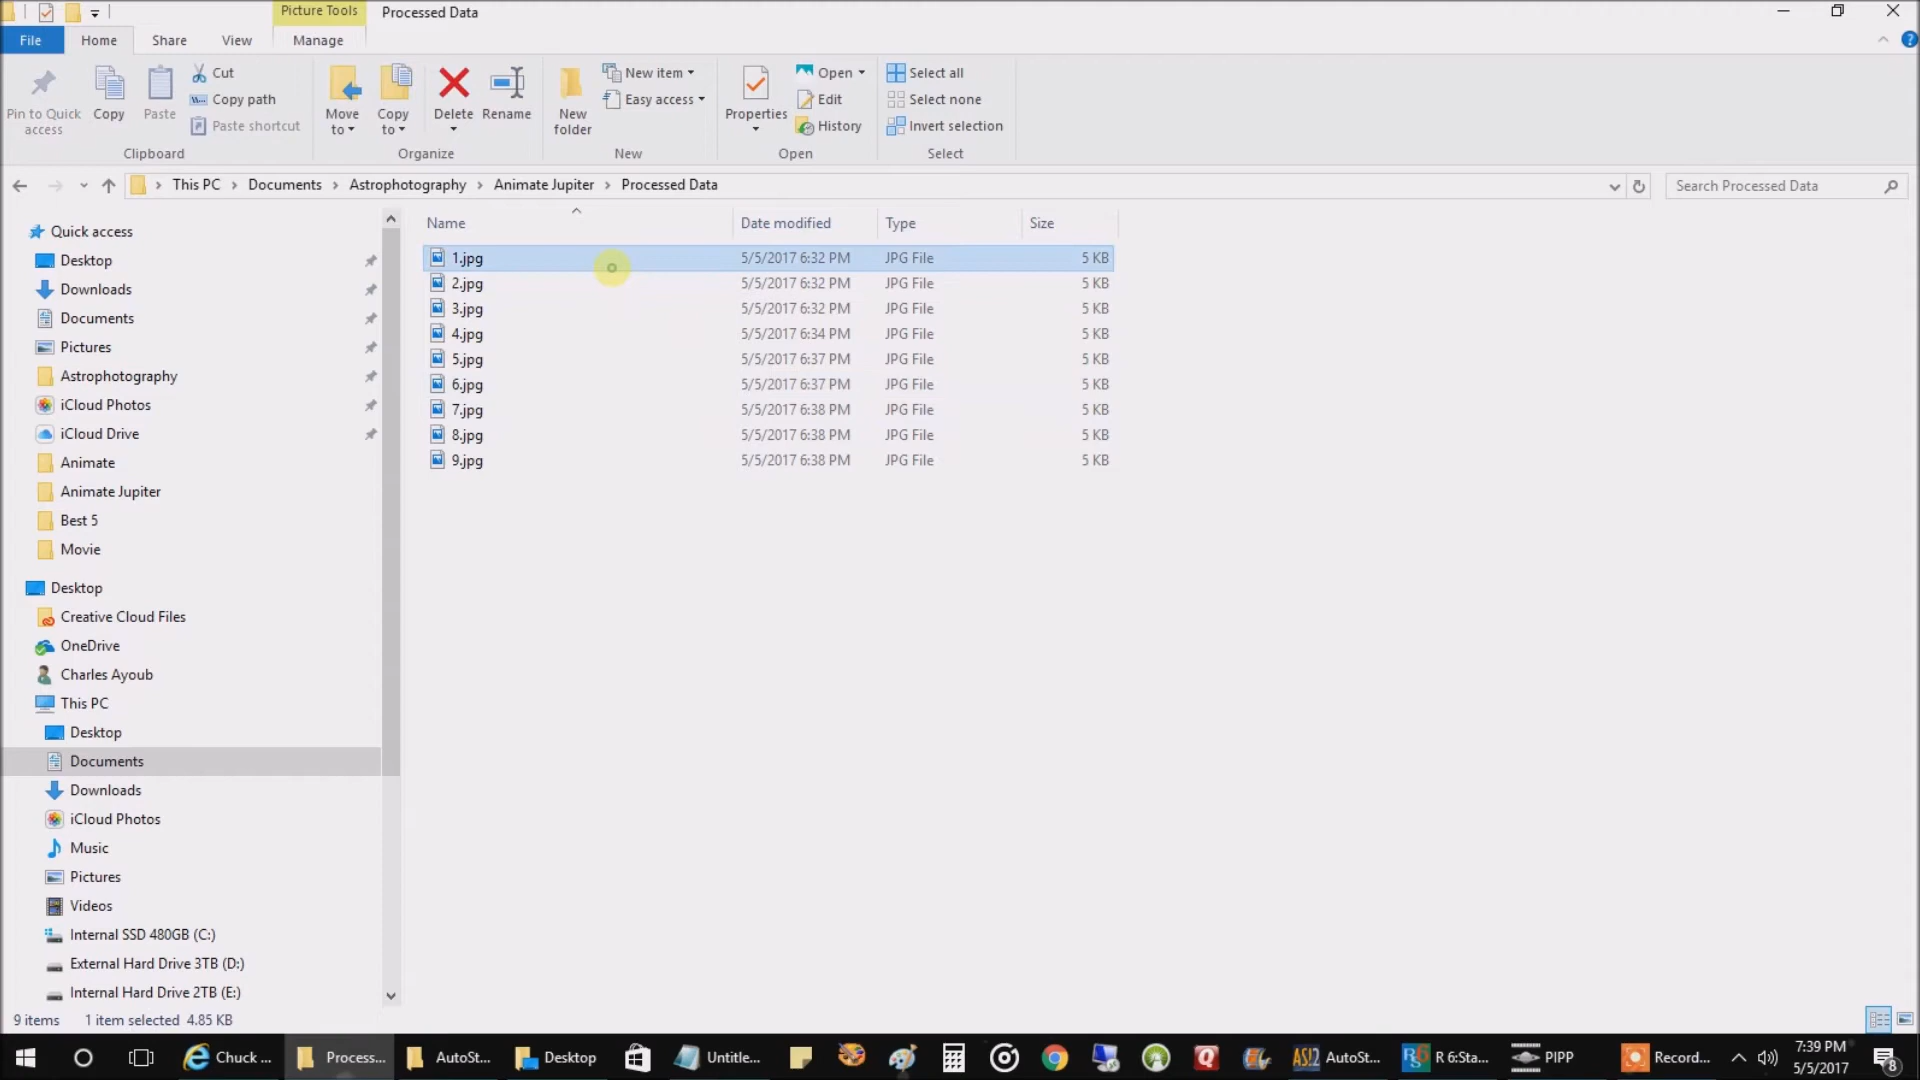 Picture Tools Processed Data
File Home Share View Manage
Pin to Quick access
Copy
Paste
Cut
Copy path
Paste shortcut
Clipboard
Move to
Copy to
Delete
Rename
Organize
New folder
New item
Easy access
New
Properties
Open
Edit
History
Open
Select all
Select none
Invert selection
Select
This PC > Documents > Astrophotography > Animate Jupiter > Processed Data
Search Processed Data
Quick access
Desktop
Downloads
Documents
Pictures
Astrophotography
iCloud Photos
iCloud Drive
Animate
Animate Jupiter
Best 5
Movie
Desktop
Creative Cloud Files
OneDrive
Charles Ayoub
This PC
Desktop
Documents
Downloads
iCloud Photos
Music
Pictures
Videos
Internal SSD 480GB (C:)
External Hard Drive 3TB (D:)
Internal Hard Drive 2TB (E:)
Name Date modified Type Size
1.jpg 5/5/2017 6:32 PM JPG File 5 KB
2.jpg 5/5/2017 6:32 PM JPG File 5 KB
3.jpg 5/5/2017 6:32 PM JPG File 5 KB
4.jpg 5/5/2017 6:34 PM JPG File 5 KB
5.jpg 5/5/2017 6:37 PM JPG File 5 KB
6.jpg 5/5/2017 6:37 PM JPG File 5 KB
7.jpg 5/5/2017 6:38 PM JPG File 5 KB
8.jpg 5/5/2017 6:38 PM JPG File 5 KB
9.jpg 5/5/2017 6:38 PM JPG File 5 KB
9 items 1 item selected 4.85 KB
Chuck ... Process... AutoSt... Desktop Untitle... AS!2 AutoSt... R6 R 6:Sta... PIPP Record... 7:39 PM
5/5/2017 8